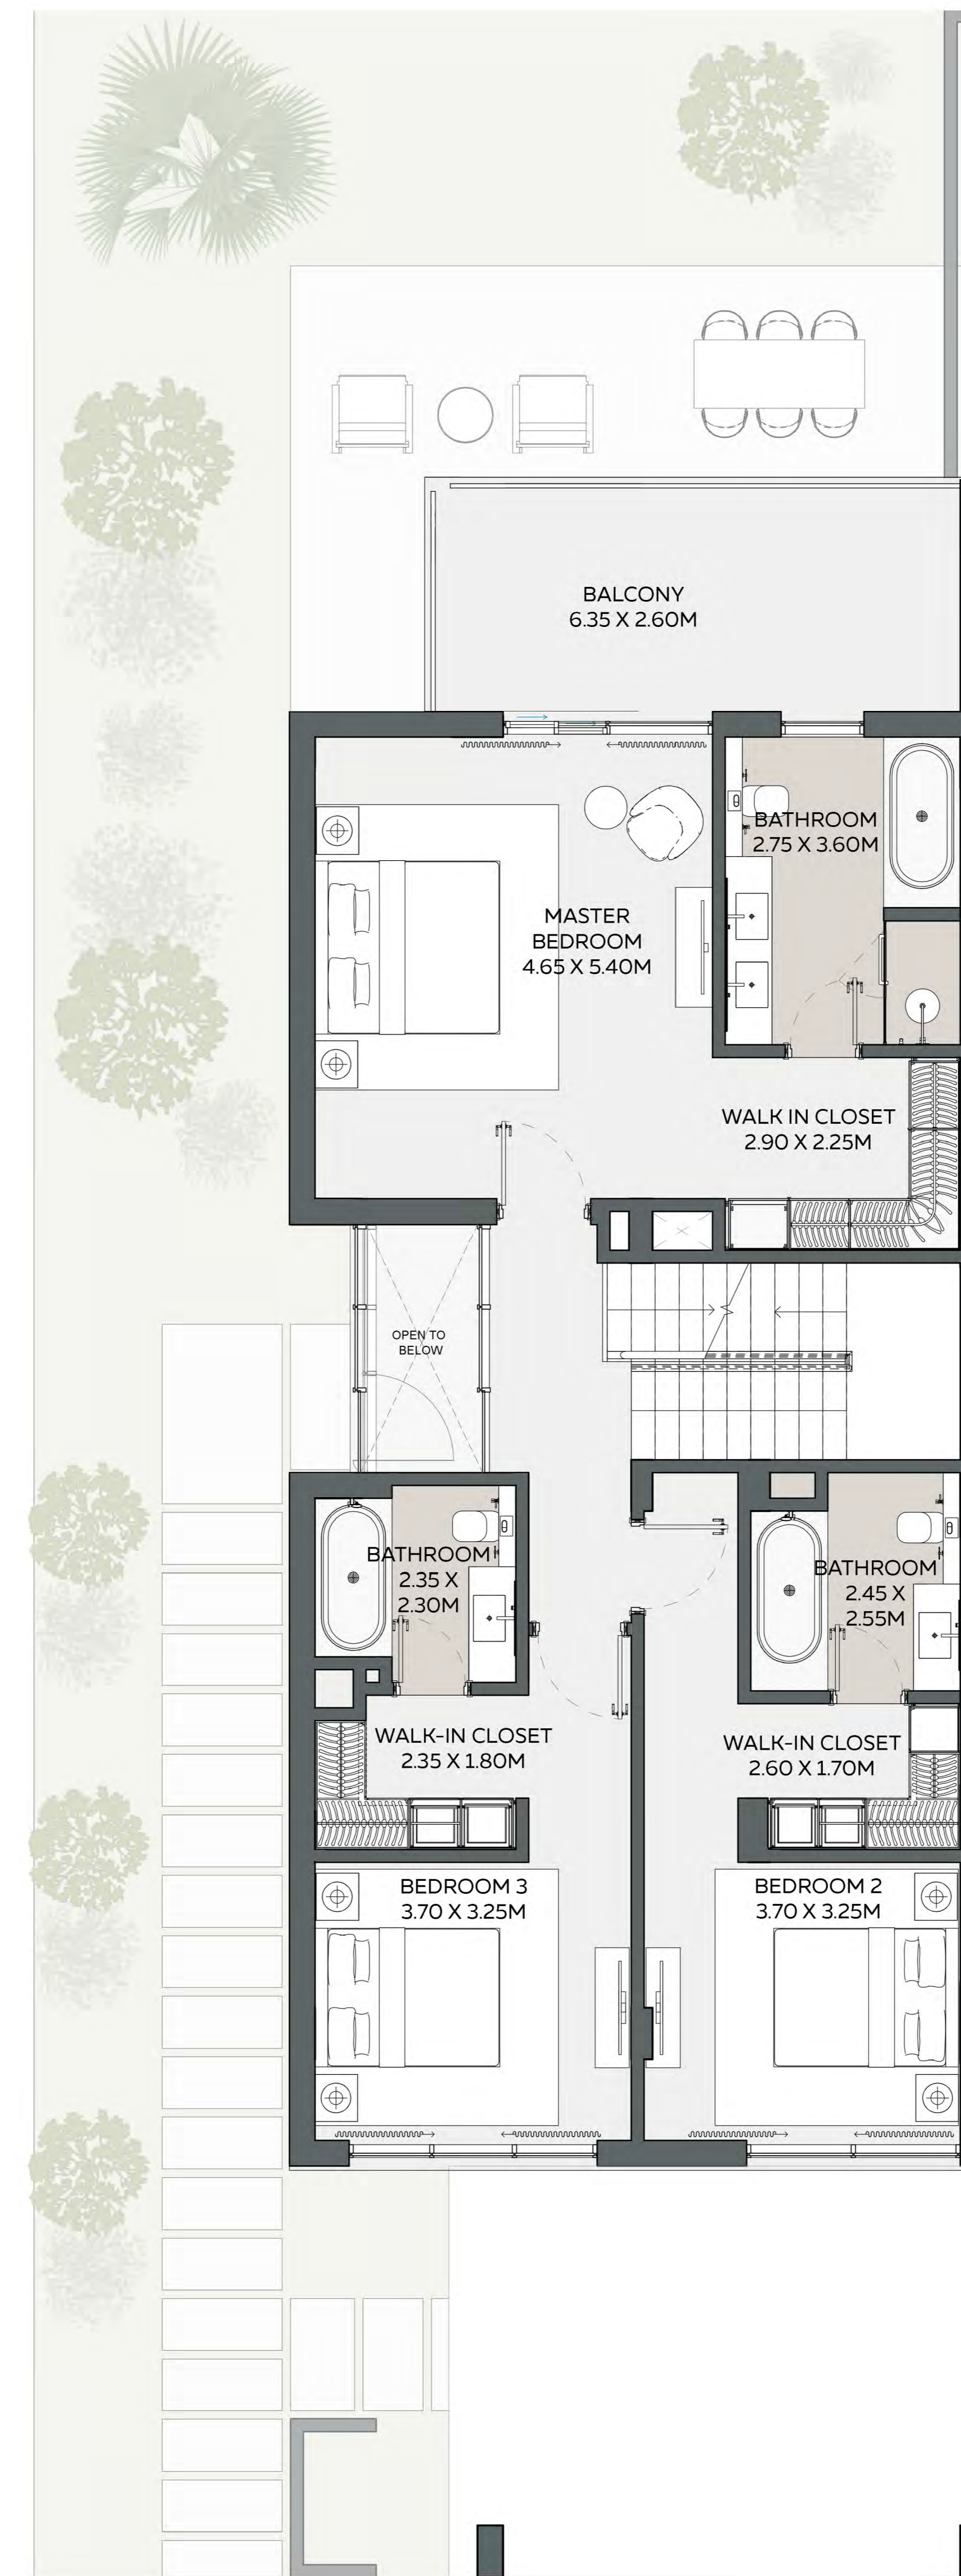 BALCONY
6.35 X 2.60M
BATHROOM
2.75 X 3.60M
MASTER
BEDROOM
4.65 X 5.40M
WALK IN CLOSET
2.90 X 2.25M
OPEN TO
BELOW
BATHROOM
2.35 X
2.30M
BATHROOM
2.45 X
2.55M
WALK-IN CLOSET
2.35 X 1.80M
WALK-IN CLOSET
2.60 X 1.70M
BEDROOM 3
3.70 X 3.25M
BEDROOM 2
3.70 X 3.25M